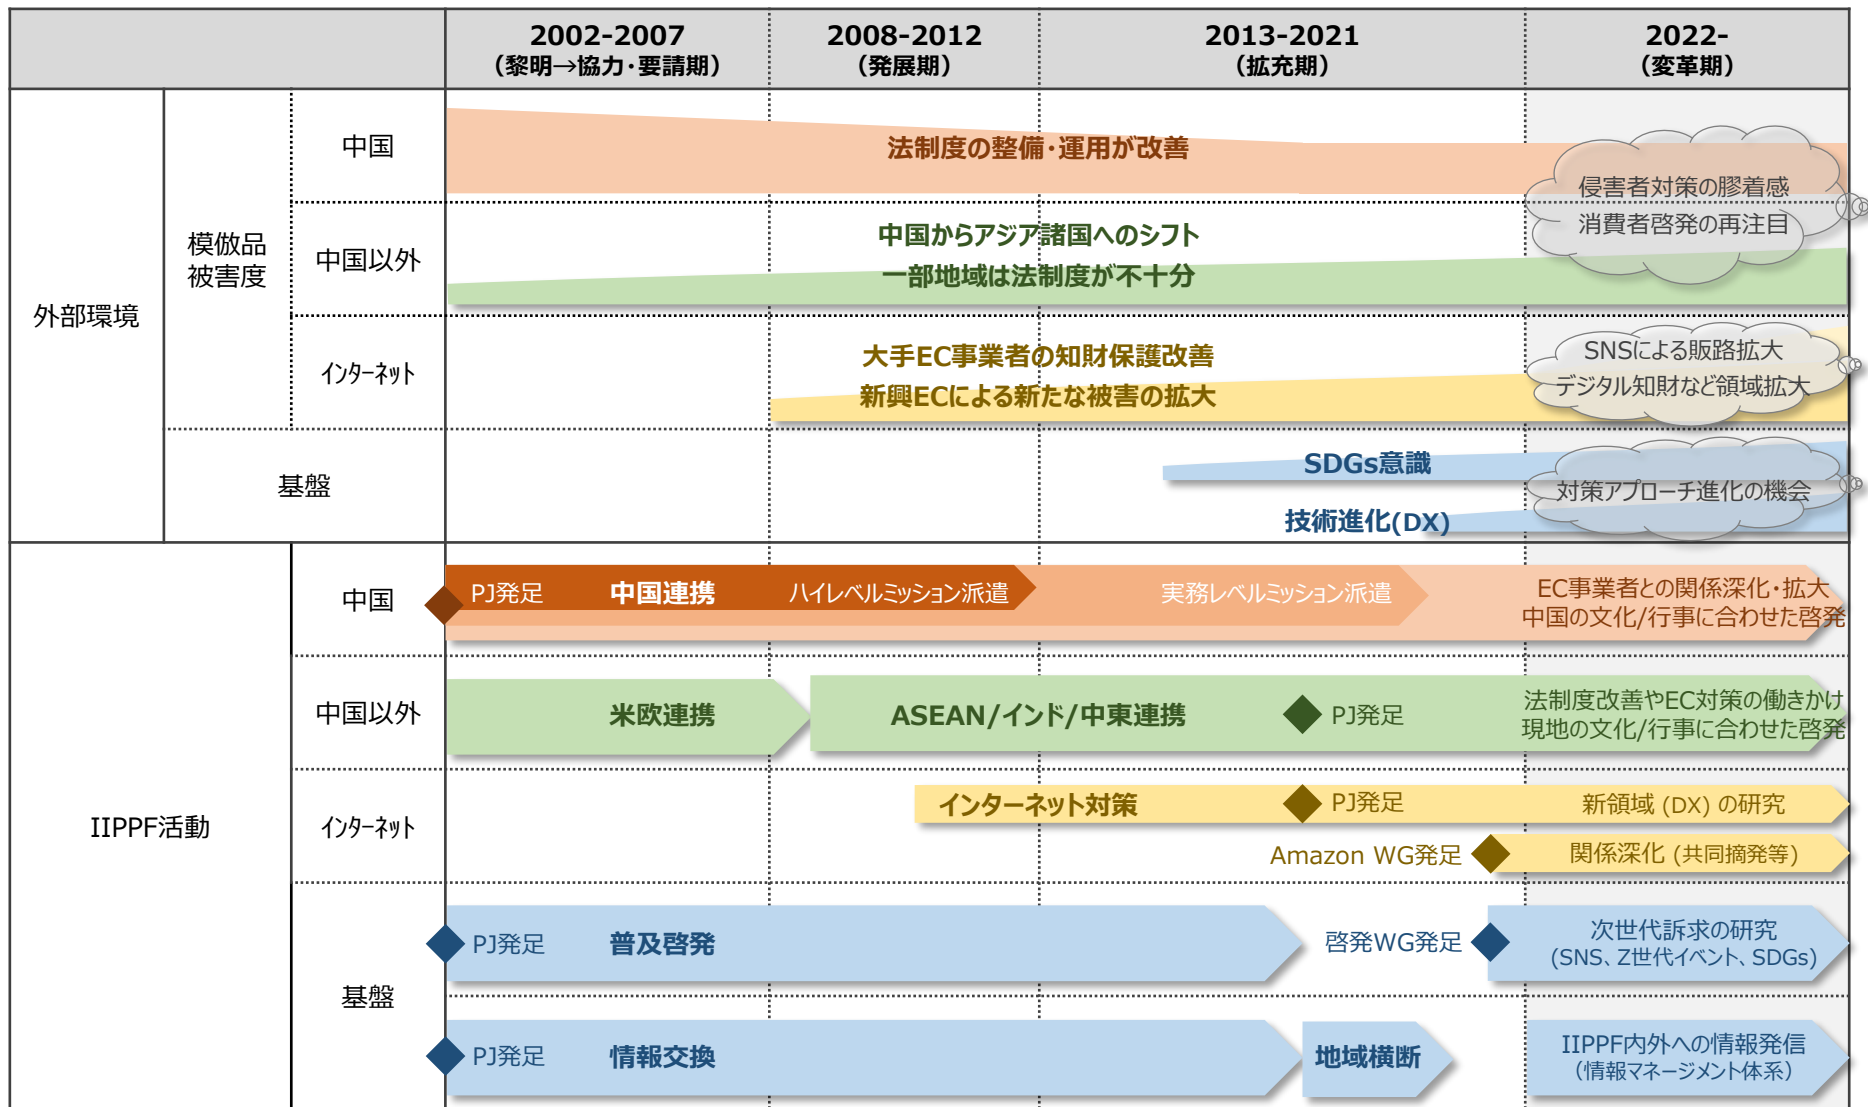 2002-2007
（黎明→協力・要請期）
2008-2012
（発展期）
2013-2021
（拡充期）
2022-
（変革期）
外部環境
模倣品
被害度
中国
法制度の整備・運用が改善
侵害者対策の膠着感
消費者啓発の再注目
中国以外
中国からアジア諸国へのシフト
一部地域は法制度が不十分
インターネット
大手EC事業者の知財保護改善
新興ECによる新たな被害の拡大
SNSによる販路拡大
デジタル知財など領域拡大
基盤
SDGs意識
技術進化(DX)
対策アプローチ進化の機会
IIPPF活動
中国
PJ発足
中国連携
ハイレベルミッション派遣
実務レベルミッション派遣
EC事業者との関係深化・拡大
中国の文化/行事に合わせた啓発
中国以外
米欧連携
ASEAN/インド/中東連携
PJ発足
法制度改善やEC対策の働きかけ
現地の文化/行事に合わせた啓発
インターネット
インターネット対策
PJ発足
新領域 (DX) の研究
Amazon WG発足
関係深化 (共同摘発等)
基盤
PJ発足
普及啓発
啓発WG発足
次世代訴求の研究
(SNS、Z世代イベント、SDGs)
PJ発足
情報交換
地域横断
IIPPF内外への情報発信
（情報マネージメント体系）